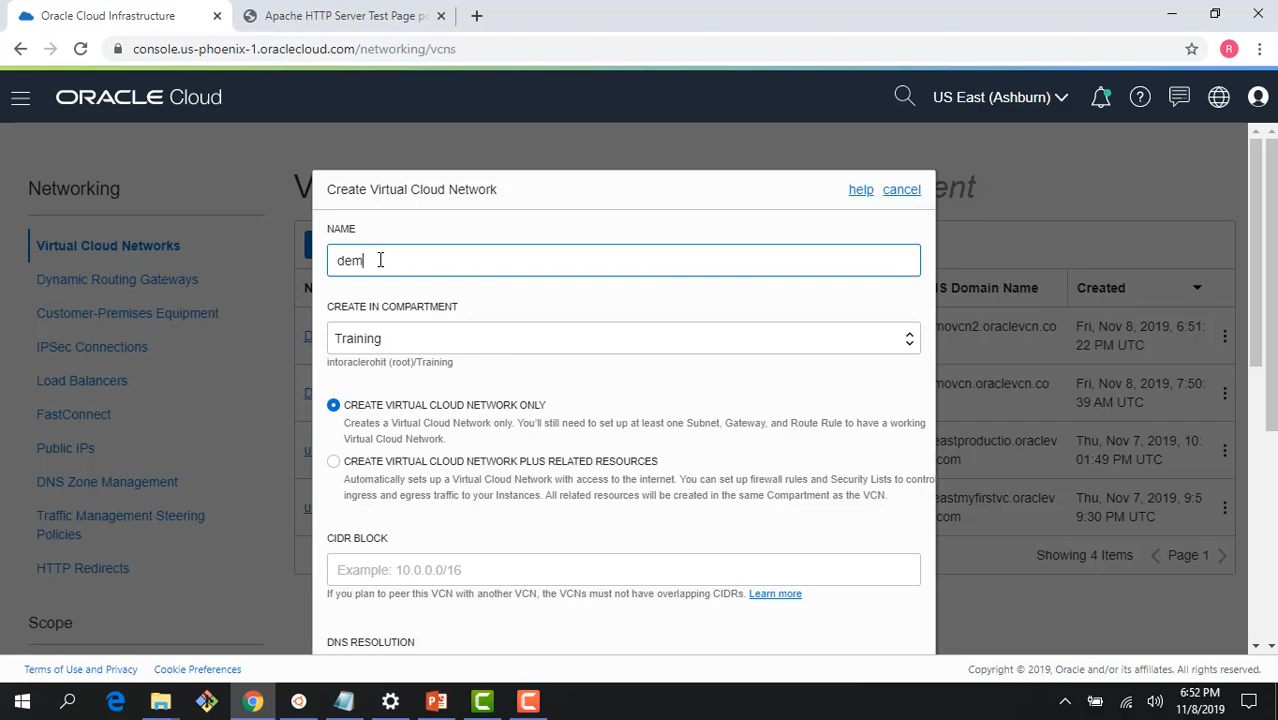 Oracle Cloud Infrastructure
Apache HTTP Server Test Page po
console.us-phoenix-1.oraclecloud.com/networking/vcns
R
ORACLE Cloud
US East (Ashburn)
Networking
Virtual Cloud Networks
Dynamic Routing Gateways
Customer-Premises Equipment
IPSec Connections
Load Balancers
FastConnect
Public IPs
DNS Zone Management
Traffic Management Steering
Policies
HTTP Redirects
Scope
Create Virtual Cloud Network
help
cancel
NAME
dem
CREATE IN COMPARTMENT
Training
intoraclerohit (root)/Training
CREATE VIRTUAL CLOUD NETWORK ONLY
Creates a Virtual Cloud Network only. You'll still need to set up at least one Subnet, Gateway, and Route Rule to have a working
Virtual Cloud Network.
CREATE VIRTUAL CLOUD NETWORK PLUS RELATED RESOURCES
Automatically sets up a Virtual Cloud Network with access to the internet. You can set up firewall rules and Security Lists to contro
ingress and egress traffic to your Instances. All related resources will be created in the same Compartment as the VCN.
CIDR BLOCK
Example: 10.0.0.0/16
If you plan to peer this VCN with another VCN, the VCNs must not have overlapping CIDRs. Learn more
DNS RESOLUTION
ent
S Domain Name
Created
movcn2.oraclevcn.co
Fri, Nov 8, 2019, 6:51:
22 PM UTC
movcn.oraclevcn.co
Fri, Nov 8, 2019, 7:50:
39 AM UTC
eastproductio.oraclev
com
Thu, Nov 7, 2019, 10:
01:49 PM UTC
eastmyfirstvc.oraclev
com
Thu, Nov 7, 2019, 9:5
9:30 PM UTC
Showing 4 Items
Page 1
Terms of Use and Privacy
Cookie Preferences
Copyright © 2019, Oracle and/or its affiliates. All rights reserved.
6:52 PM
11/8/2019